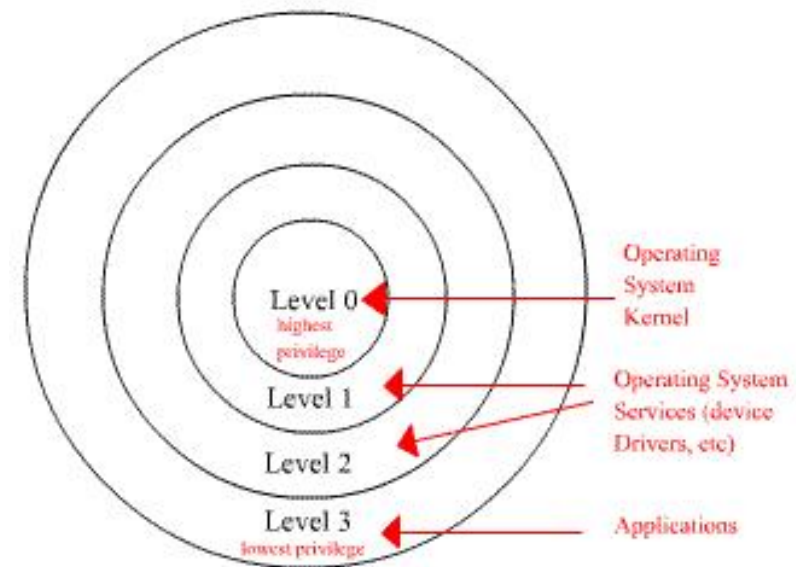 Level 0
highest
privilege
Level 1
Level 2
Level 3
lowest privilege
Operating
System
Kernel
Operating System
Services (device
Drivers, etc)
Applications